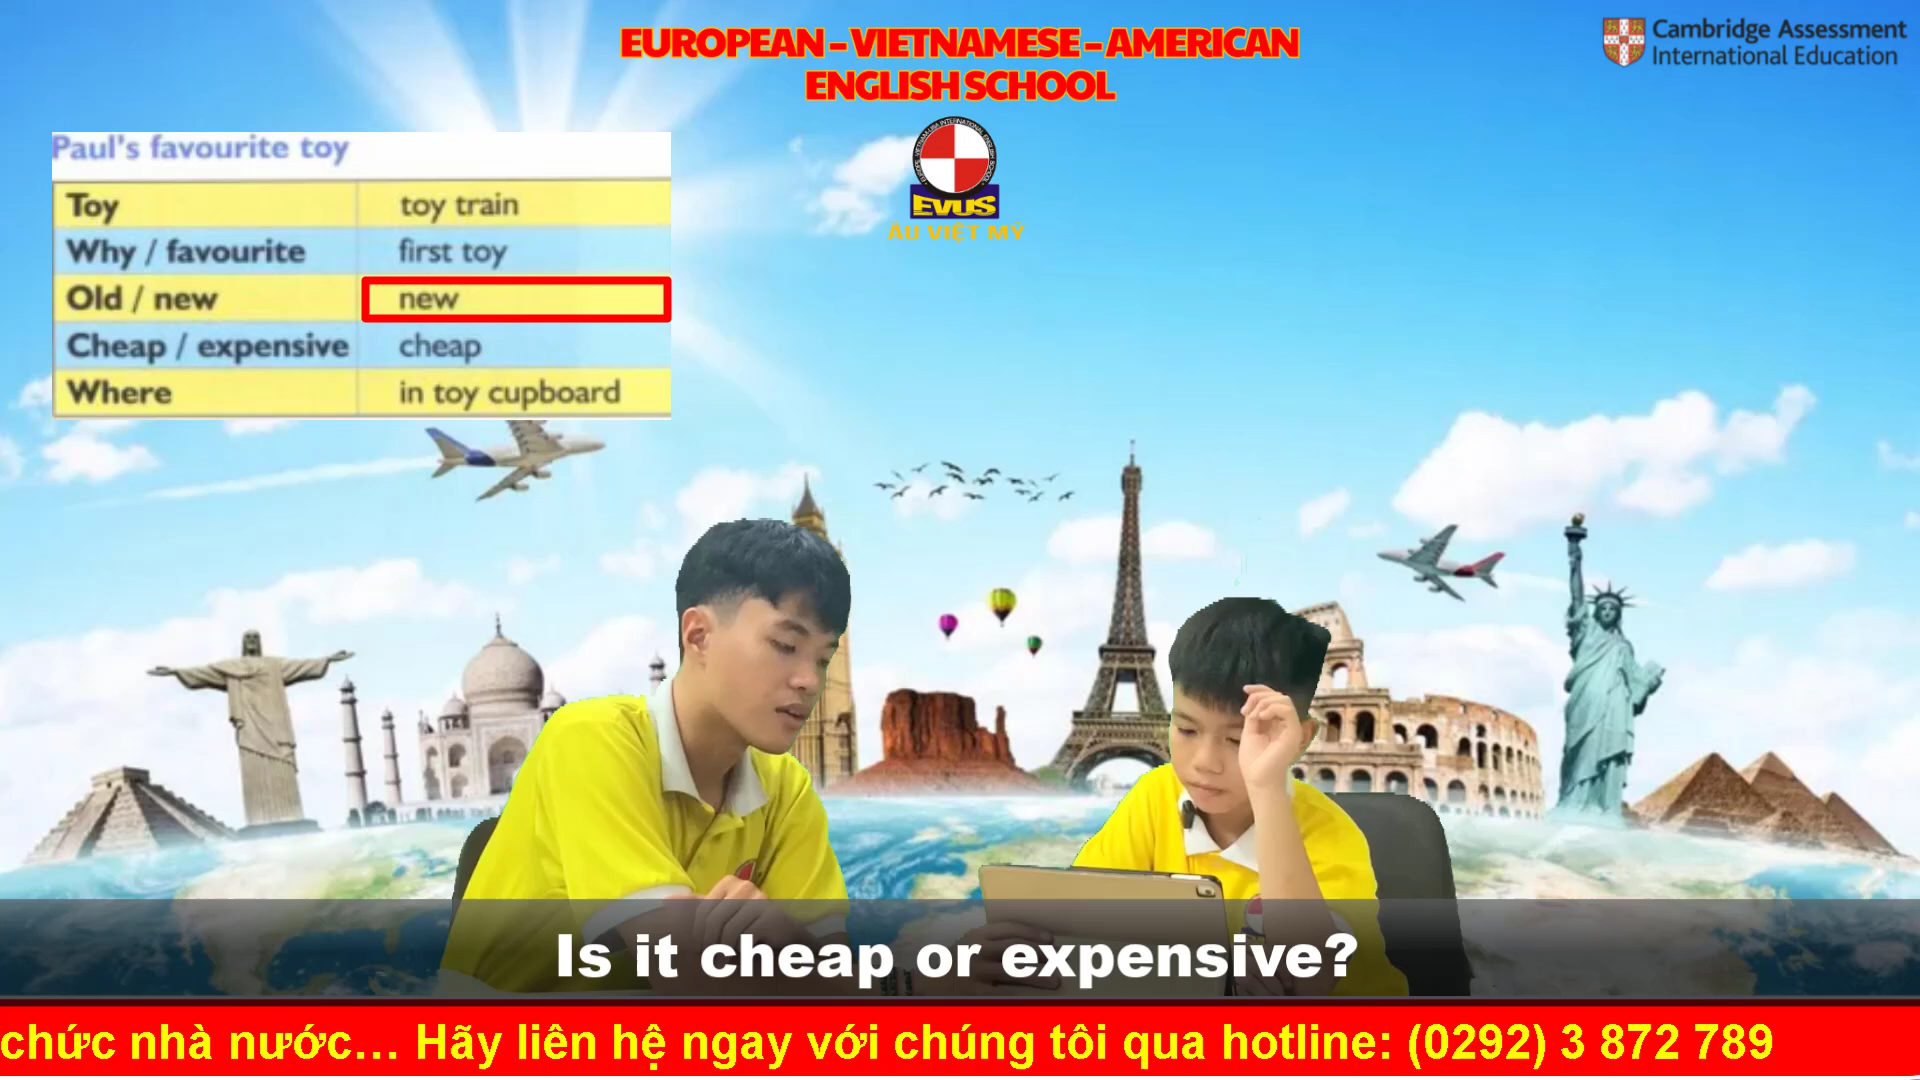 EUROPEAN - VIETNAMESE - AMERICAN
ENGLISH SCHOOL
Cambridge Assessment
International Education
EVUS
ÂU VIỆT MỸ
Paul's favourite toy
Toy toy train
Why / favourite first toy
Old / new new
Cheap / expensive cheap
Where in toy cupboard
Is it cheap or expensive?
chức nhà nước... Hãy liên hệ ngay với chúng tôi qua hotline: (0292) 3 872 789